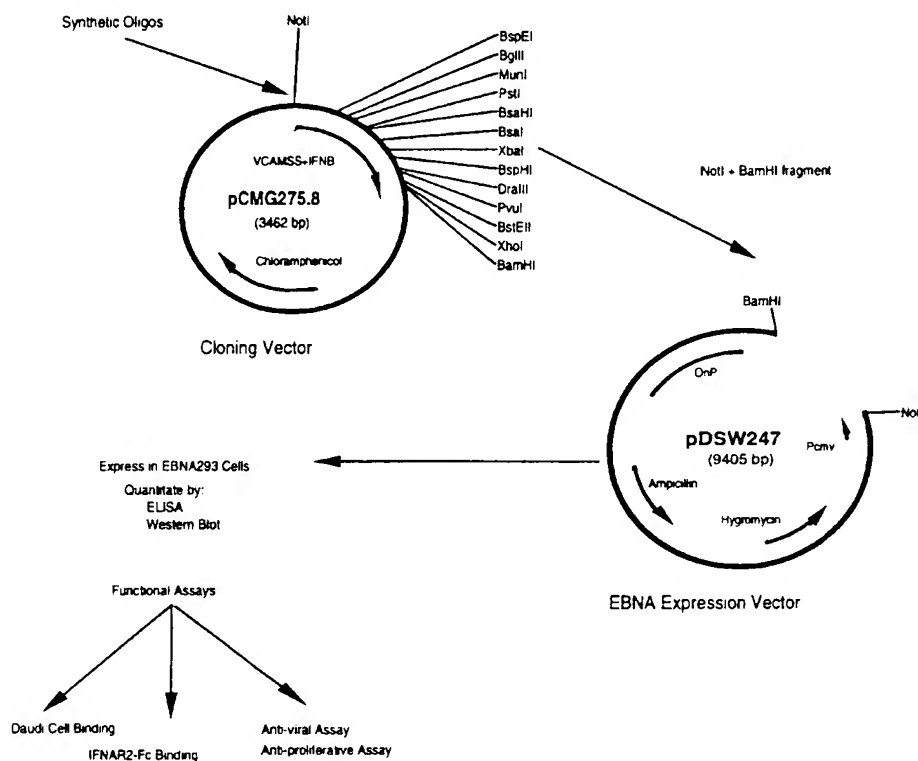 Synthetic Oligos
NotI
BspEI
BglII
MunI
PstI
BsaHI
BsaI
XbaI
BspHI
DraIII
PvuI
BstEII
XhoI
BamHI
VCAMSS+IFNB
pCMG275.8
(3462 bp)
Chloramphenicol
Cloning Vector
NotI + BamHI fragment
BamHI
OriP
NotI
pDSW247
(9405 bp)
Pcmv
Ampicillin
Hygromycin
EBNA Expression Vector
Express in EBNA293 Cells
Quantitate by:
ELISA
Western Blot
Functional Assays
Daudi Cell Binding
IFNAR2-Fc Binding
Anti-viral Assay
Anti-proliferative Assay